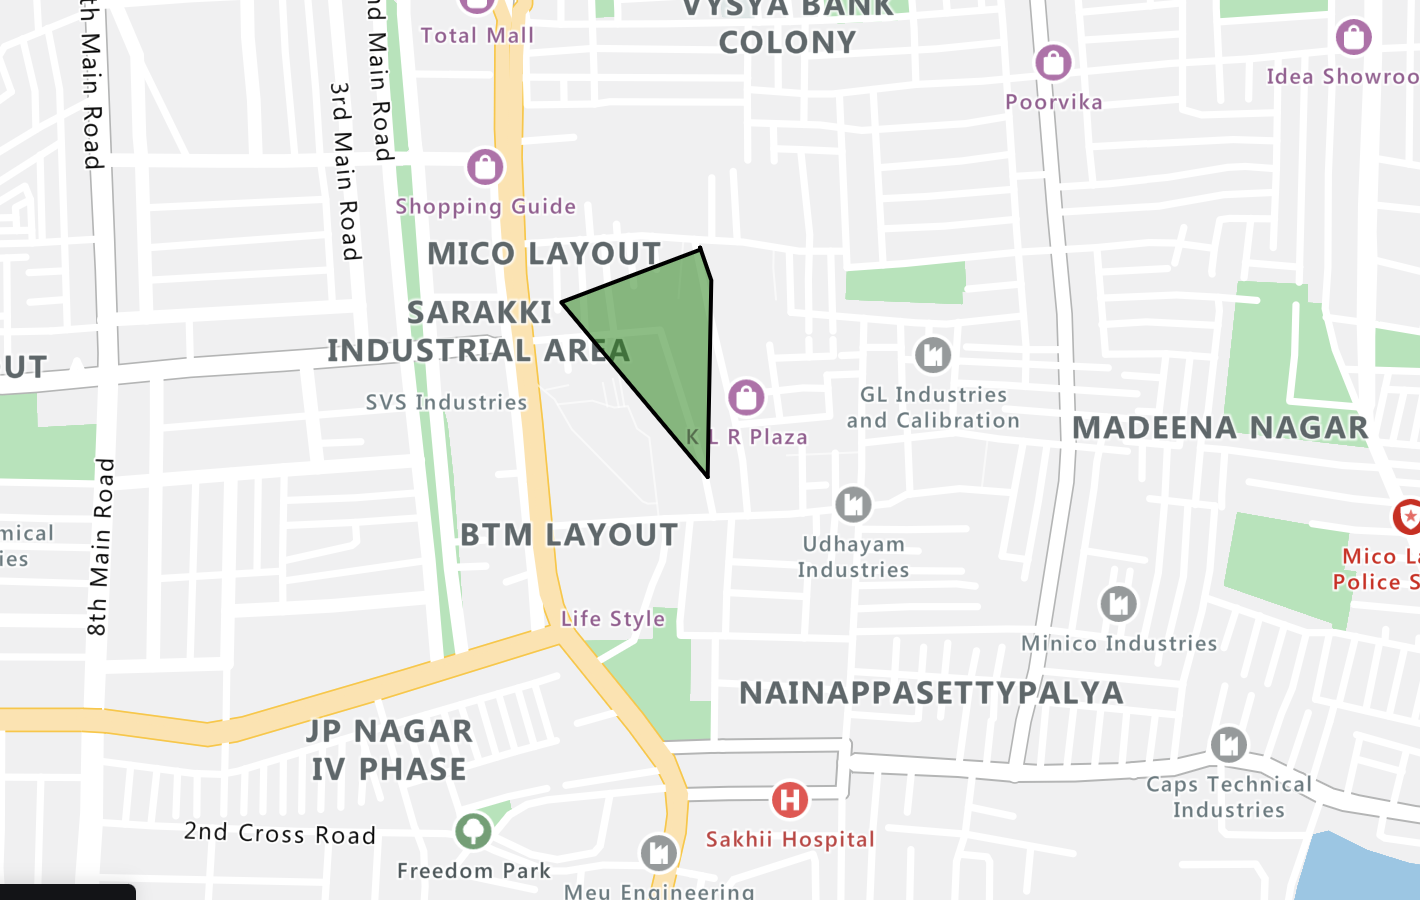 VYSYA BANK
COLONY
Total Mall
Poorvika
Idea Showroo
th Main Road
nd Main Road
3rd Main Road
Shopping Guide
MICO LAYOUT
SARAKKI
INDUSTRIAL AREA
OUT
SVS Industries
K L R Plaza
GL Industries
and Calibration
MADEENA NAGAR
8th Main Road
mical
ies
BTM LAYOUT
Udhayam
Industries
Mico La
Police S
Life Style
Minico Industries
NAINAPPASETTYPALYA
JP NAGAR
IV PHASE
Caps Technical
Industries
2nd Cross Road
H
Sakhii Hospital
Freedom Park
Meu Engineering